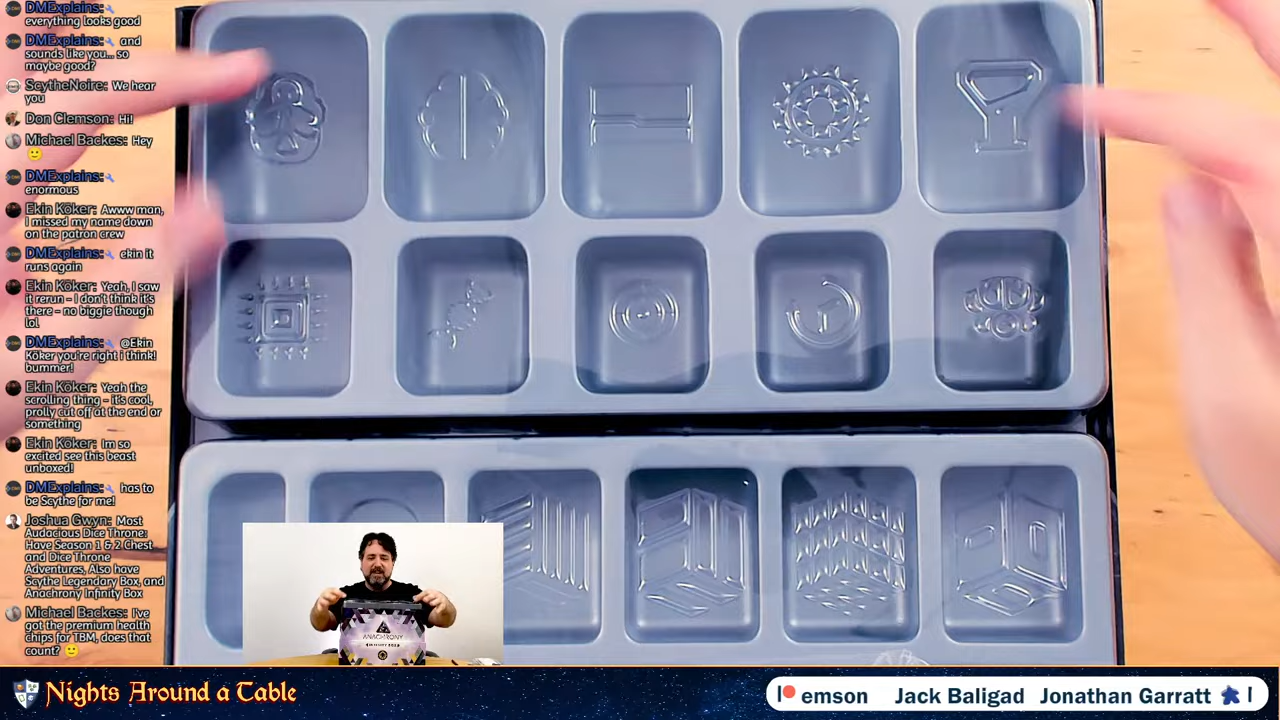 DMExplains:
everything looks good
DMExplains: and
sounds like you... so
maybe good?
ScytheNoire: We hear
you
Don Clemson: Hi!
Michael Backes: Hey
🙂
DMExplains:
enormous
Ekin Köker: Awww man,
I missed my name down
on the patron crew
DMExplains: ekin it
runs again
Ekin Köker: Yeah, I saw
it rerun - I don't think it's
there - no biggie though
lol
DMExplains: @Ekin
Köker you're right i think!
bummer!
Ekin Köker: Yeah the
scrolling thing - it's cool,
prolly cut off at the end or
something
Ekin Köker: Im so
excited see this beast
unboxed!
DMExplains: has to
be Scythe for me!
Joshua Gwyn: Most
Audacious Dice Throne:
Have Season 1 & 2 Chest
and Dice Throne
Adventures, Also have
Scythe Legendary Box, and
Anachrony Infinity Box
Michael Backes: I've
got the premium health
chips for TBM, does that
count? 🙂
ANACHRONY
INFINITY BOX
Nights Around a Table
emson Jack Baligad Jonathan Garratt